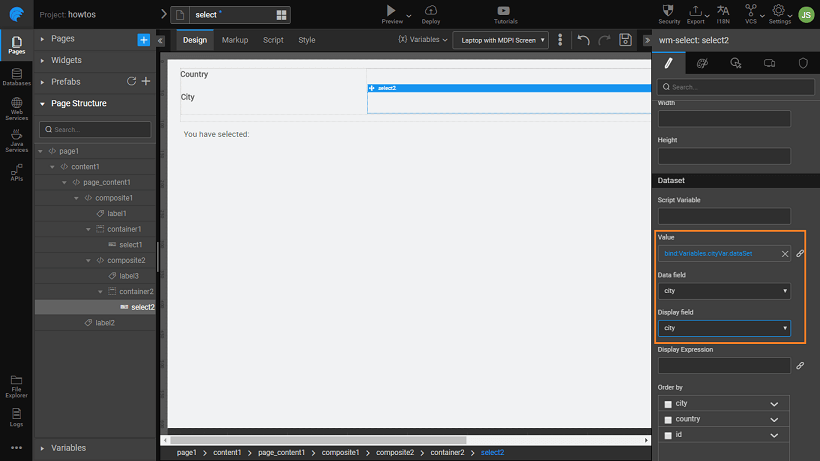 Project: howtos
select *
Preview
Deploy
Tutorials
Security
Export
I18N
VCS
Settings
JS
Pages
Databases
Web Services
Java Services
APIs
File Explorer
Logs
Pages
Widgets
Prefabs
Page Structure
Search...
page1
content1
page_content1
composite1
label1
container1
select1
composite2
label3
container2
select2
label2
Variables
Design
Markup
Script
Style
{x} Variables
Laptop with MDPI Screen
Country
select2
City
You have selected:
page1 > content1 > page_content1 > composite1 > composite2 > container2 > select2
wm-select: select2
Search...
Width
Height
Dataset
Script Variable
Value
bind:Variables.cityVar.dataSet
Data field
city
Display field
city
Display Expression
Order by
city
country
id